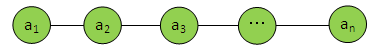 a₁ a₂ a₃ ... aₙ